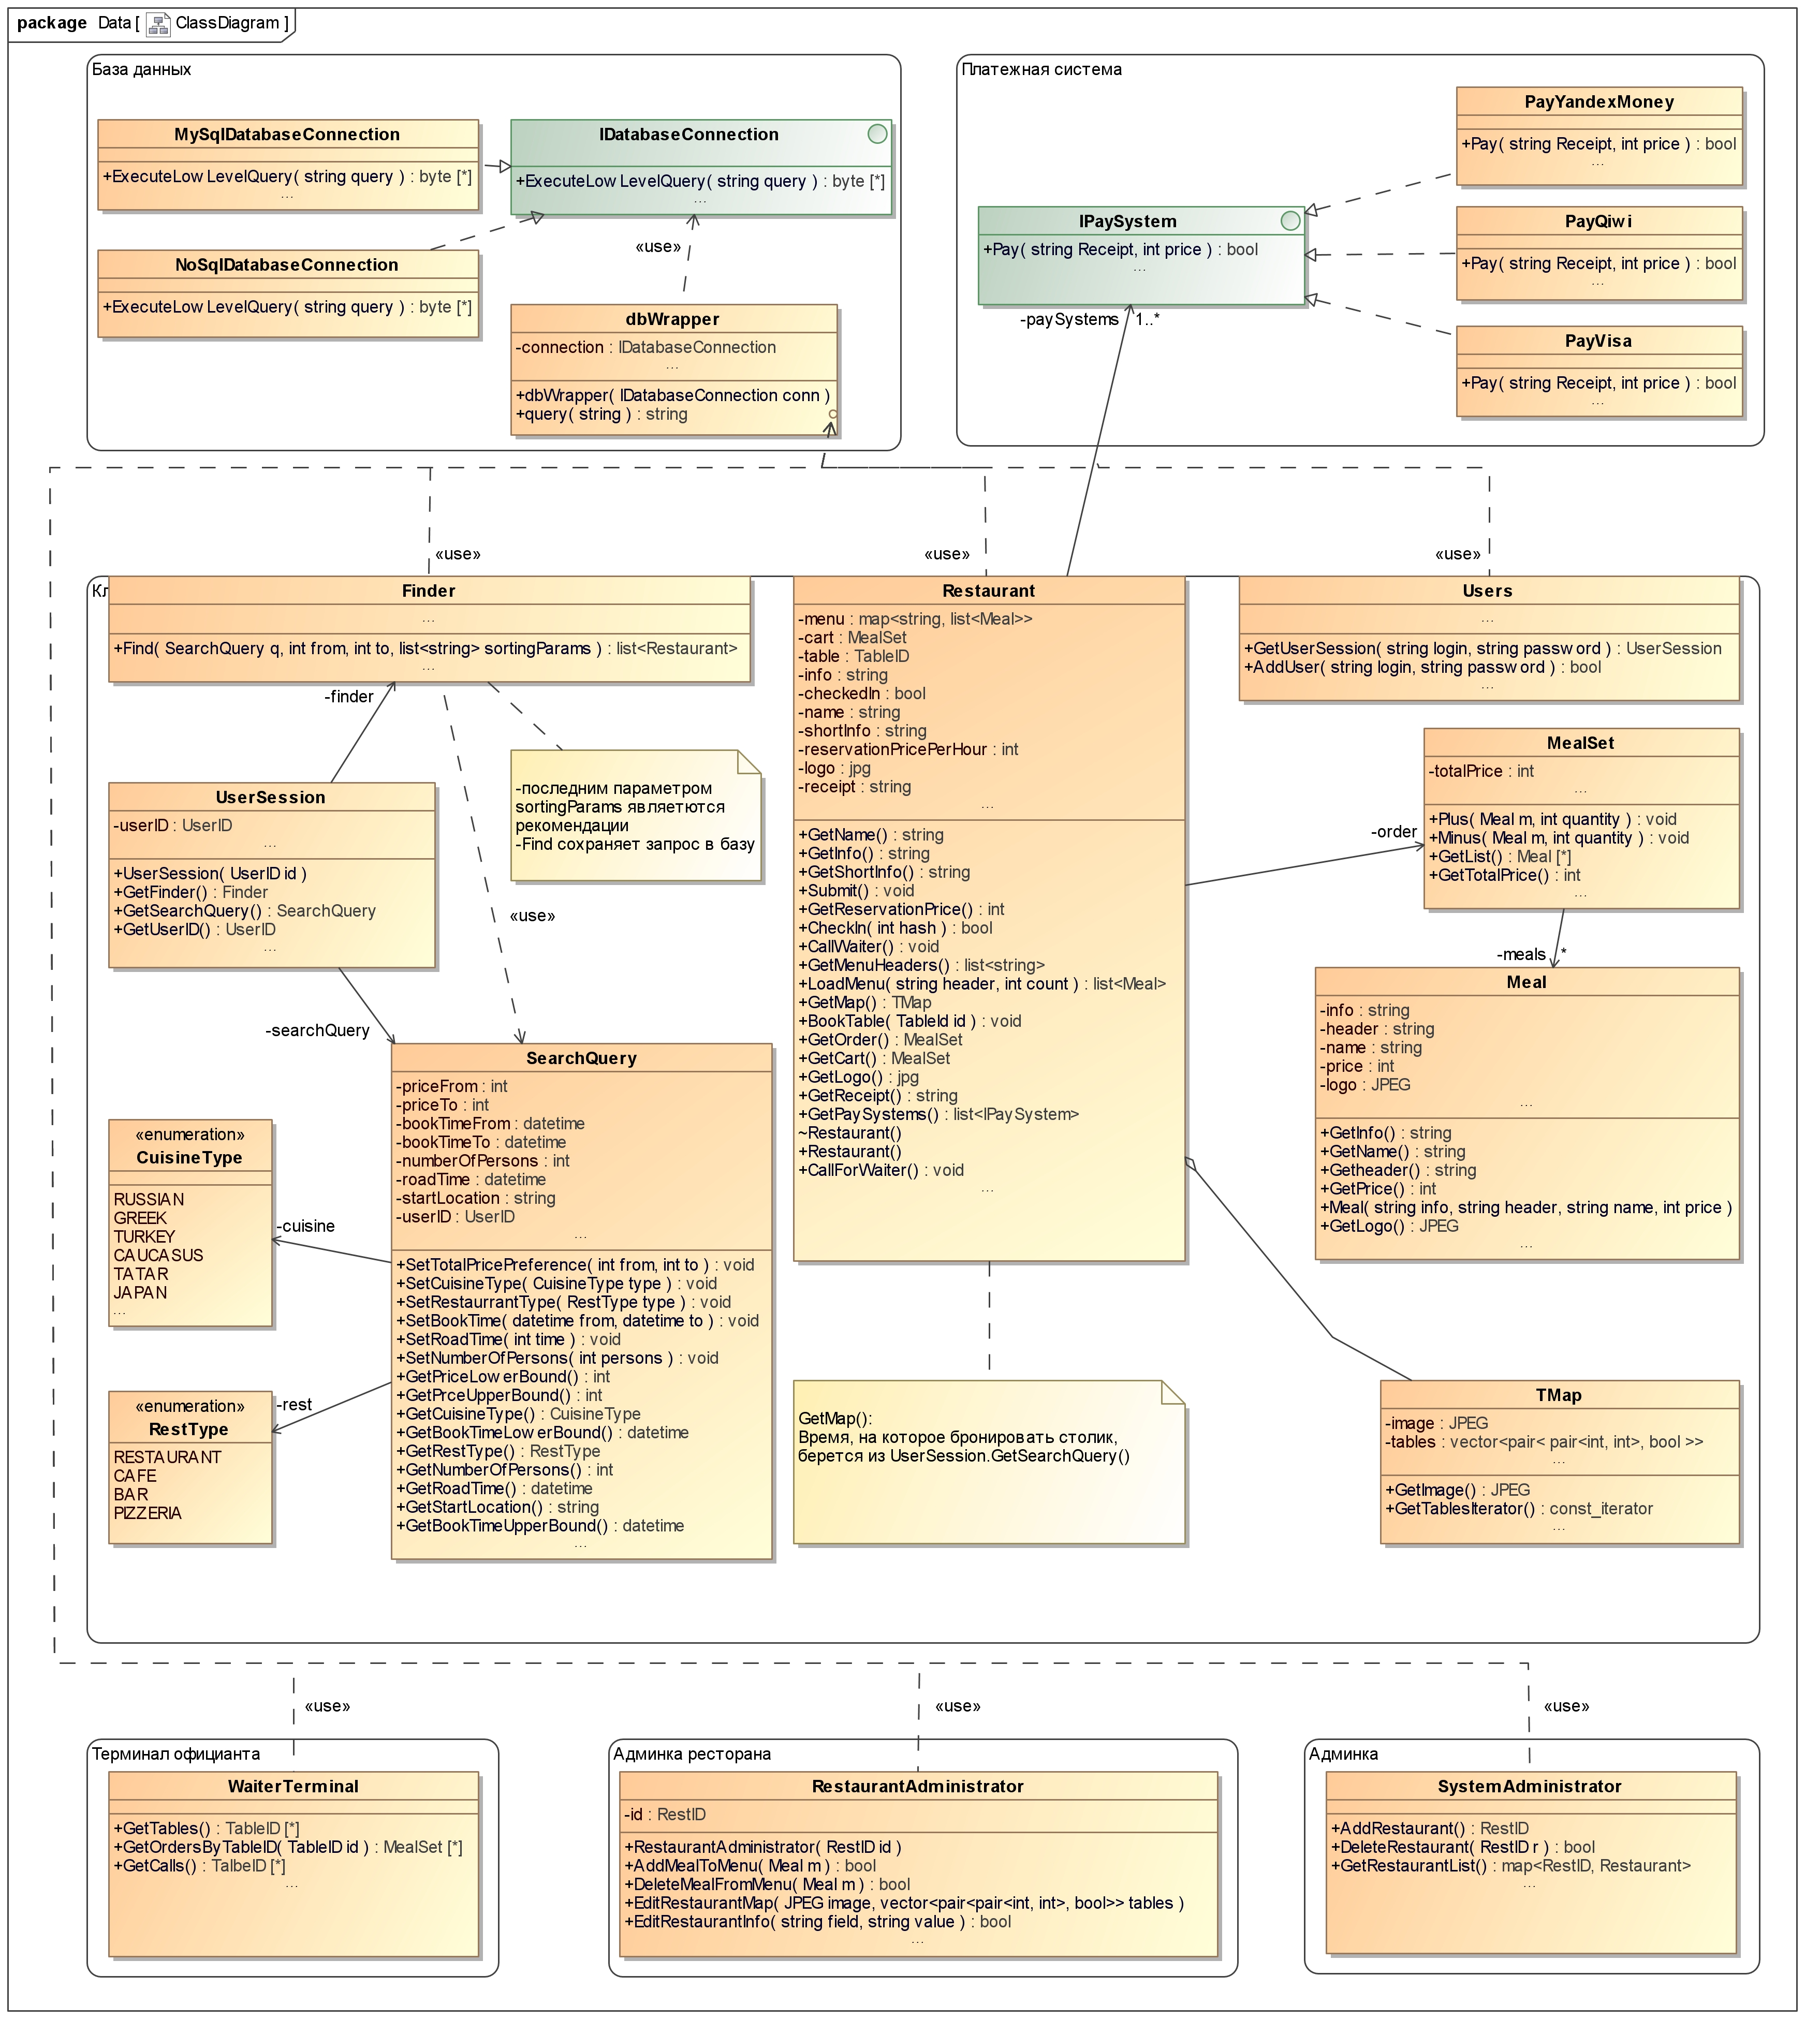 package Data [ ClassDiagram ]
База данных
MySqlDatabaseConnection
+ExecuteLowLevelQuery( string query ) : byte [*]
...
IDatabaseConnection
+ExecuteLowLevelQuery( string query ) : byte [*]
...
NoSqlDatabaseConnection
+ExecuteLowLevelQuery( string query ) : byte [*]
«use»
dbWrapper
-connection : IDatabaseConnection
...
+dbWrapper( IDatabaseConnection conn )
+query( string ) : string
Платежная система
PayYandexMoney
+Pay( string Receipt, int price ) : bool
...
IPaySystem
+Pay( string Receipt, int price ) : bool
...
PayQiwi
+Pay( string Receipt, int price ) : bool
...
PayVisa
+Pay( string Receipt, int price ) : bool
...
-paySystems 1..*
«use»
«use»
«use»
Кл
Finder
...
+Find( SearchQuery q, int from, int to, list<string> sortingParams ) : list<Restaurant>
...
-finder
UserSession
-userID : UserID
...
+UserSession( UserID id )
+GetFinder() : Finder
+GetSearchQuery() : SearchQuery
+GetUserID() : UserID
...
-последним параметром
sortingParams являетются
рекомендации
-Find сохраняет запрос в базу
«use»
-searchQuery
SearchQuery
-priceFrom : int
-priceTo : int
-bookTimeFrom : datetime
-bookTimeTo : datetime
-numberOfPersons : int
-roadTime : datetime
-startLocation : string
-userID : UserID
...
+SetTotalPricePreference( int from, int to ) : void
+SetCuisineType( CuisineType type ) : void
+SetRestaurrantType( RestType type ) : void
+SetBookTime( datetime from, datetime to ) : void
+SetRoadTime( int time ) : void
+SetNumberOfPersons( int persons ) : void
+GetPriceLowerBound() : int
+GetPrceUpperBound() : int
+GetCuisineType() : CuisineType
+GetBookTimeLowerBound() : datetime
+GetRestType() : RestType
+GetNumberOfPersons() : int
+GetRoadTime() : datetime
+GetStartLocation() : string
+GetBookTimeUpperBound() : datetime
...
«enumeration»
CuisineType
RUSSIAN
GREEK
TURKEY
CAUCASUS
TATAR
JAPAN
...
-cuisine
«enumeration»
RestType
RESTAURANT
CAFE
BAR
PIZZERIA
-rest
Restaurant
-menu : map<string, list<Meal>>
-cart : MealSet
-table : TableID
-info : string
-checkedIn : bool
-name : string
-shortInfo : string
-reservationPricePerHour : int
-logo : jpg
-receipt : string
...
+GetName() : string
+GetInfo() : string
+GetShortInfo() : string
+Submit() : void
+GetReservationPrice() : int
+CheckIn( int hash ) : bool
+CallWaiter() : void
+GetMenuHeaders() : list<string>
+LoadMenu( string header, int count ) : list<Meal>
+GetMap() : TMap
+BookTable( TableId id ) : void
+GetOrder() : MealSet
+GetCart() : MealSet
+GetLogo() : jpg
+GetReceipt() : string
+GetPaySystems() : list<IPaySystem>
~Restaurant()
+Restaurant()
+CallForWaiter() : void
...
GetMap():
Время, на которое бронировать столик,
берется из UserSession.GetSearchQuery()
Users
...
+GetUserSession( string login, string password ) : UserSession
+AddUser( string login, string password ) : bool
...
MealSet
-totalPrice : int
...
+Plus( Meal m, int quantity ) : void
+Minus( Meal m, int quantity ) : void
+GetList() : Meal [*]
+GetTotalPrice() : int
...
-order
-meals *
Meal
-info : string
-header : string
-name : string
-price : int
-logo : JPEG
...
+GetInfo() : string
+GetName() : string
+Getheader() : string
+GetPrice() : int
+Meal( string info, string header, string name, int price )
+GetLogo() : JPEG
...
TMap
-image : JPEG
-tables : vector<pair< pair<int, int>, bool >>
...
+GetImage() : JPEG
+GetTablesIterator() : const_iterator
...
«use»
«use»
«use»
Терминал официанта
WaiterTerminal
+GetTables() : TableID [*]
+GetOrdersByTableID( TableID id ) : MealSet [*]
+GetCalls() : TalbeID [*]
...
Админка ресторана
RestaurantAdministrator
-id : RestID
+RestaurantAdministrator( RestID id )
+AddMealToMenu( Meal m ) : bool
+DeleteMealFromMenu( Meal m ) : bool
+EditRestaurantMap( JPEG image, vector<pair<pair<int, int>, bool>> tables )
+EditRestaurantInfo( string field, string value ) : bool
...
Админка
SystemAdministrator
+AddRestaurant() : RestID
+DeleteRestaurant( RestID r ) : bool
+GetRestaurantList() : map<RestID, Restaurant>
...